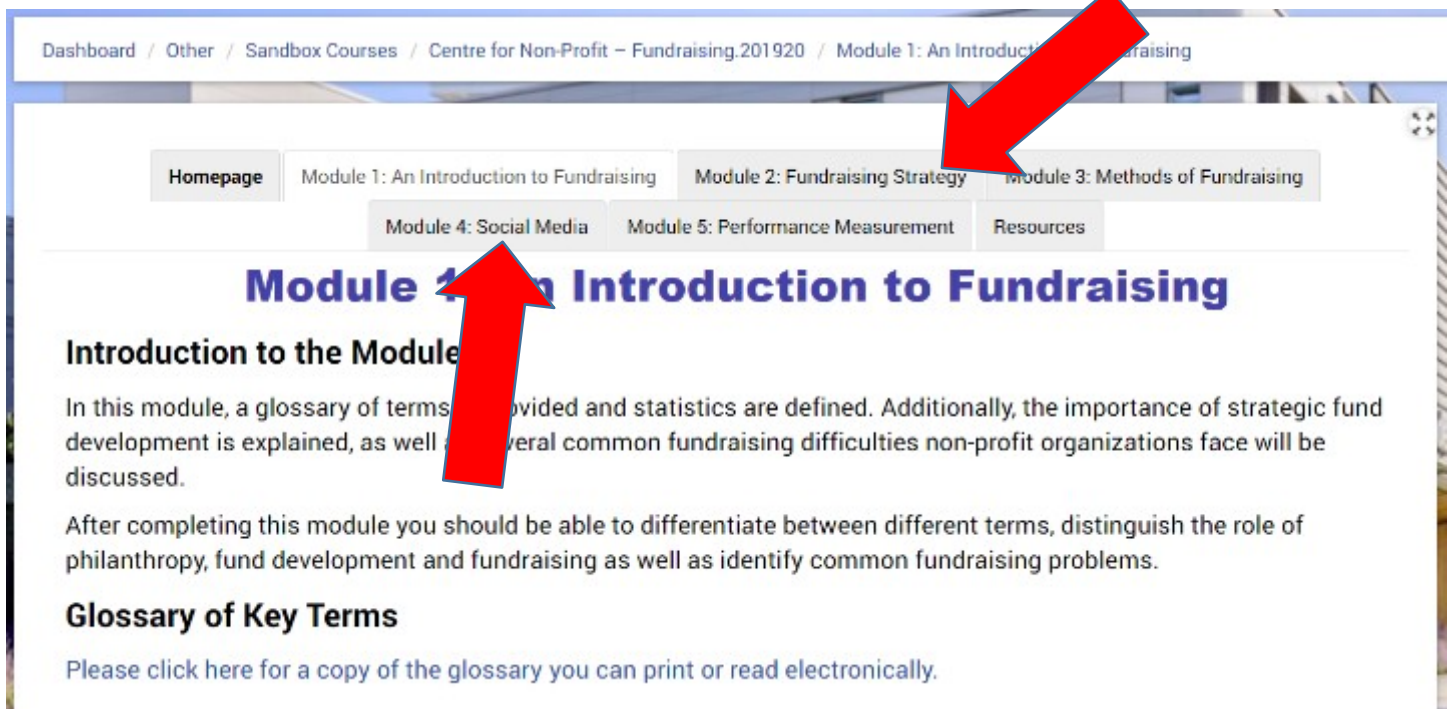 Dashboard / Other / Sandbox Courses / Centre for Non-Profit – Fundraising.201920 / Module 1: An Introduct raising
Homepage Module 1: An Introduction to Fundraising Module 2: Fundraising Strategy Module 3: Methods of Fundraising
Module 4: Social Media Module 5: Performance Measurement Resources
Module 1 n Introduction to Fundraising
Introduction to the Module
In this module, a glossary of terms ovided and statistics are defined. Additionally, the importance of strategic fund
development is explained, as well a veral common fundraising difficulties non-profit organizations face will be
discussed.
After completing this module you should be able to differentiate between different terms, distinguish the role of
philanthropy, fund development and fundraising as well as identify common fundraising problems.
Glossary of Key Terms
Please click here for a copy of the glossary you can print or read electronically.